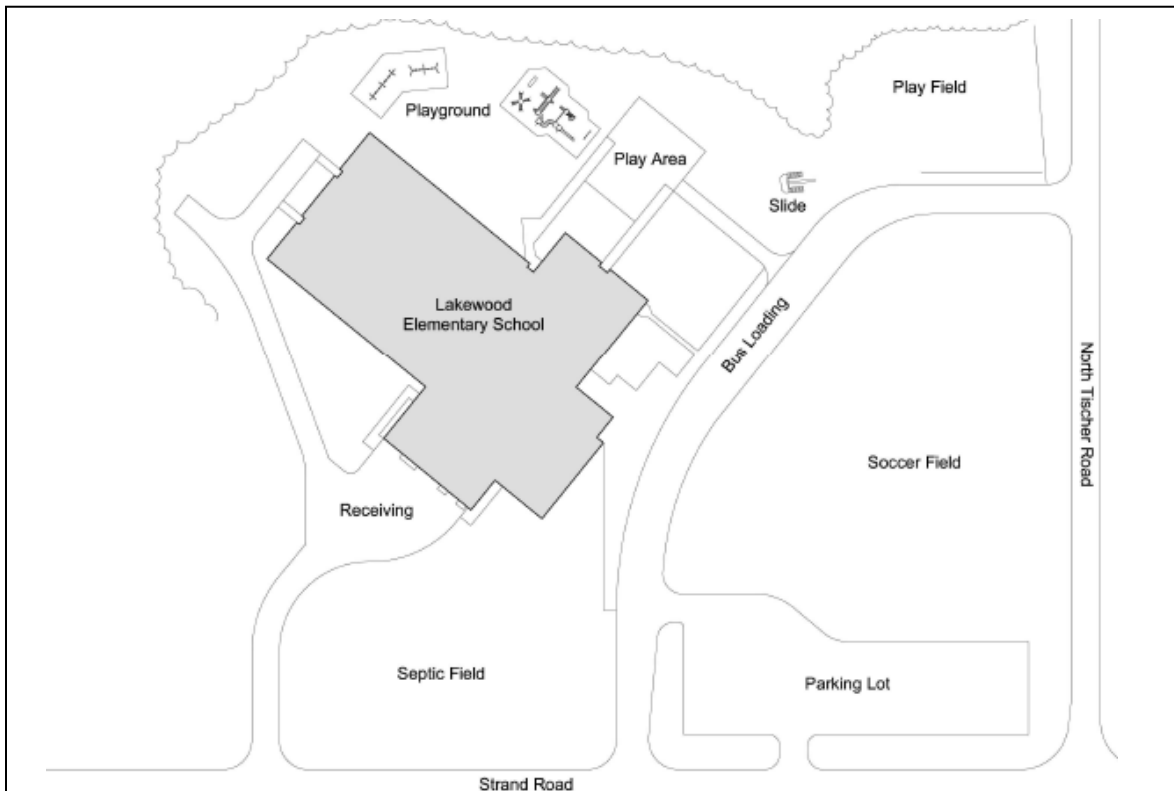 Play Field
Playground
Play Area
Slide
Lakewood
Elementary School
Bus Loading
North Tischer Road
Soccer Field
Receiving
Septic Field
Parking Lot
Strand Road